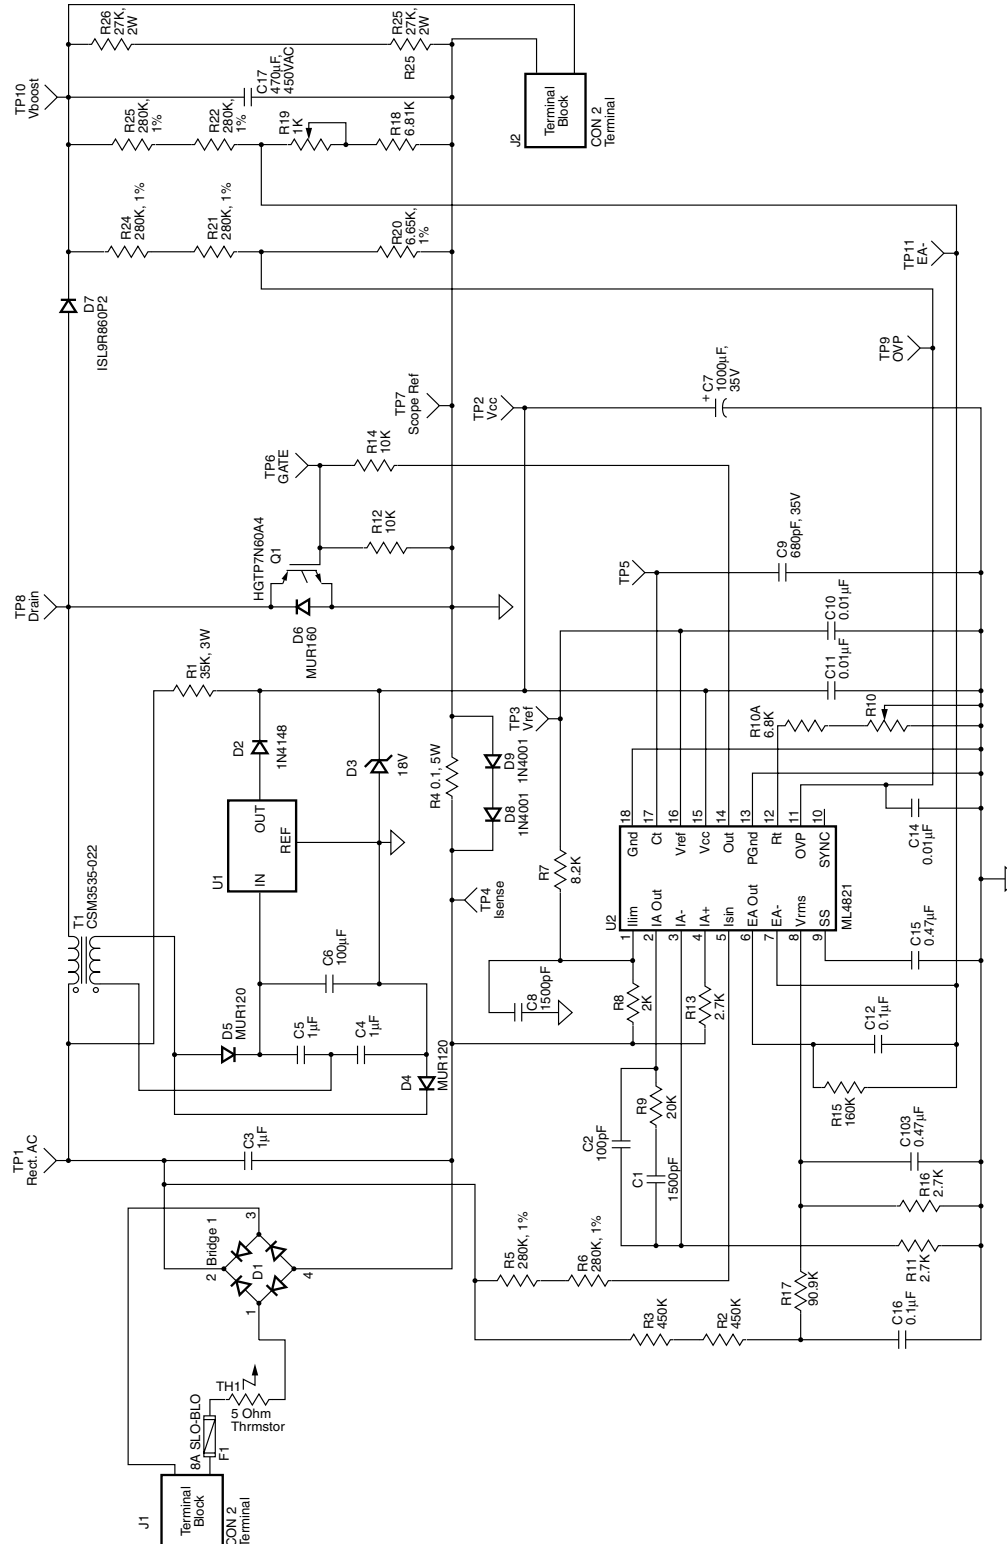 J1
Terminal
Block
CON 2
Terminal
8A SLO-BLO
F1
TH1
5 Ohm
Thrmstor
Bridge 1
D1
1
2
3
4
TP1
Rect. AC
C3
1µF
T1
CSM3535-022
D5
MUR120
C5
1µF
C4
1µF
D4
MUR120
C6
100µF
U1
IN
OUT
REF
D2
1N4148
D3
18V
R1
35K, 3W
TP8
Drain
HGTP7N60A4
Q1
D6
MUR160
R12
10K
TP6
GATE
R14
10K
TP7
Scope Ref
R4 0.1, 5W
D9
1N4001
D8
1N4001
TP4
Isense
D7
ISL9R860P2
R24
280K, 1%
R21
280K, 1%
R20
6.65K,
1%
R25
280K,
1%
R22
280K,
1%
R19
1K
R18
6.81K
TP10
Vboost
C17
470µF,
450VAC
R26
27K,
2W
R25
27K,
2W
R25
J2
Terminal
Block
CON 2
Terminal
TP11
EA-
TP9
OVP
TP2
Vcc
+
C7
1000µF,
35V
TP5
C9
680pF, 35V
C10
0.01µF
C11
0.01µF
TP3
Vref
R10A
6.8K
R10
R7
8.2K
C8
1500pF
R8
2K
R13
2.7K
U2
ML4821
1 Ilim
2 IA Out
3 IA-
4 IA+
5 Isin
6 EA Out
7 EA-
8 Vrms
9 SS
18 Gnd
17 Ct
16 Vref
15 Vcc
14 Out
13 PGnd
12 Rt
11 OVP
10 SYNC
C14
0.01µF
C15
0.47µF
C12
0.1µF
R15
160K
C103
0.47µF
R16
2.7K
R11
2.7K
C16
0.1µF
R17
90.9K
C2
100pF
R9
20K
C1
1500pF
R5
280K, 1%
R6
280K, 1%
R3
450K
R2
450K